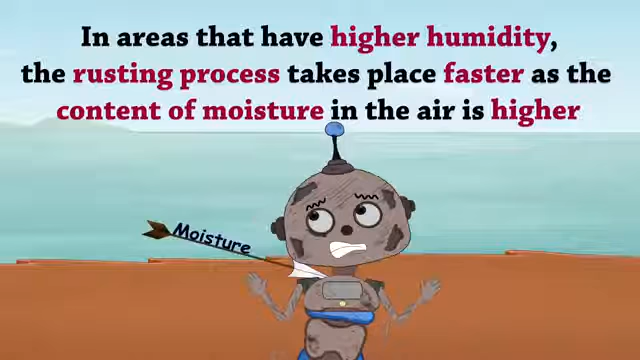 In areas that have higher humidity,
the rusting process takes place faster as the
content of moisture in the air is higher
Moisture